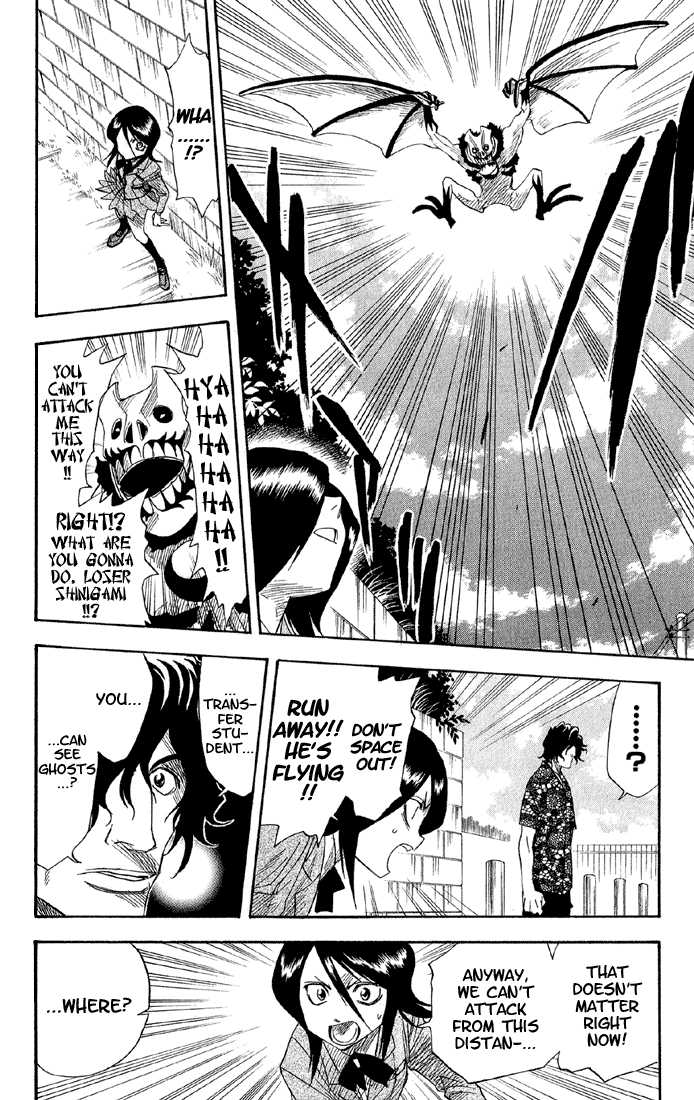 WHA
......
!?
HYA
HA
HA
HA
HA
HA
!!
YOU
CAN'T
ATTACK
ME
THIS
WAY
!!
RIGHT!?
WHAT ARE
YOU GONNA
DO, LOSER
SHINIGAMI
!!?
........?
DON'T
SPACE
OUT!
RUN
AWAY!!
HE'S
FLYING
!!
...
TRANS-
FER
STU-
DENT...
YOU...
...CAN
SEE
GHOSTS
...?
THAT
DOESN'T
MATTER
RIGHT
NOW!
ANYWAY,
WE CAN'T
ATTACK
FROM THIS
DISTAN-...
...WHERE?